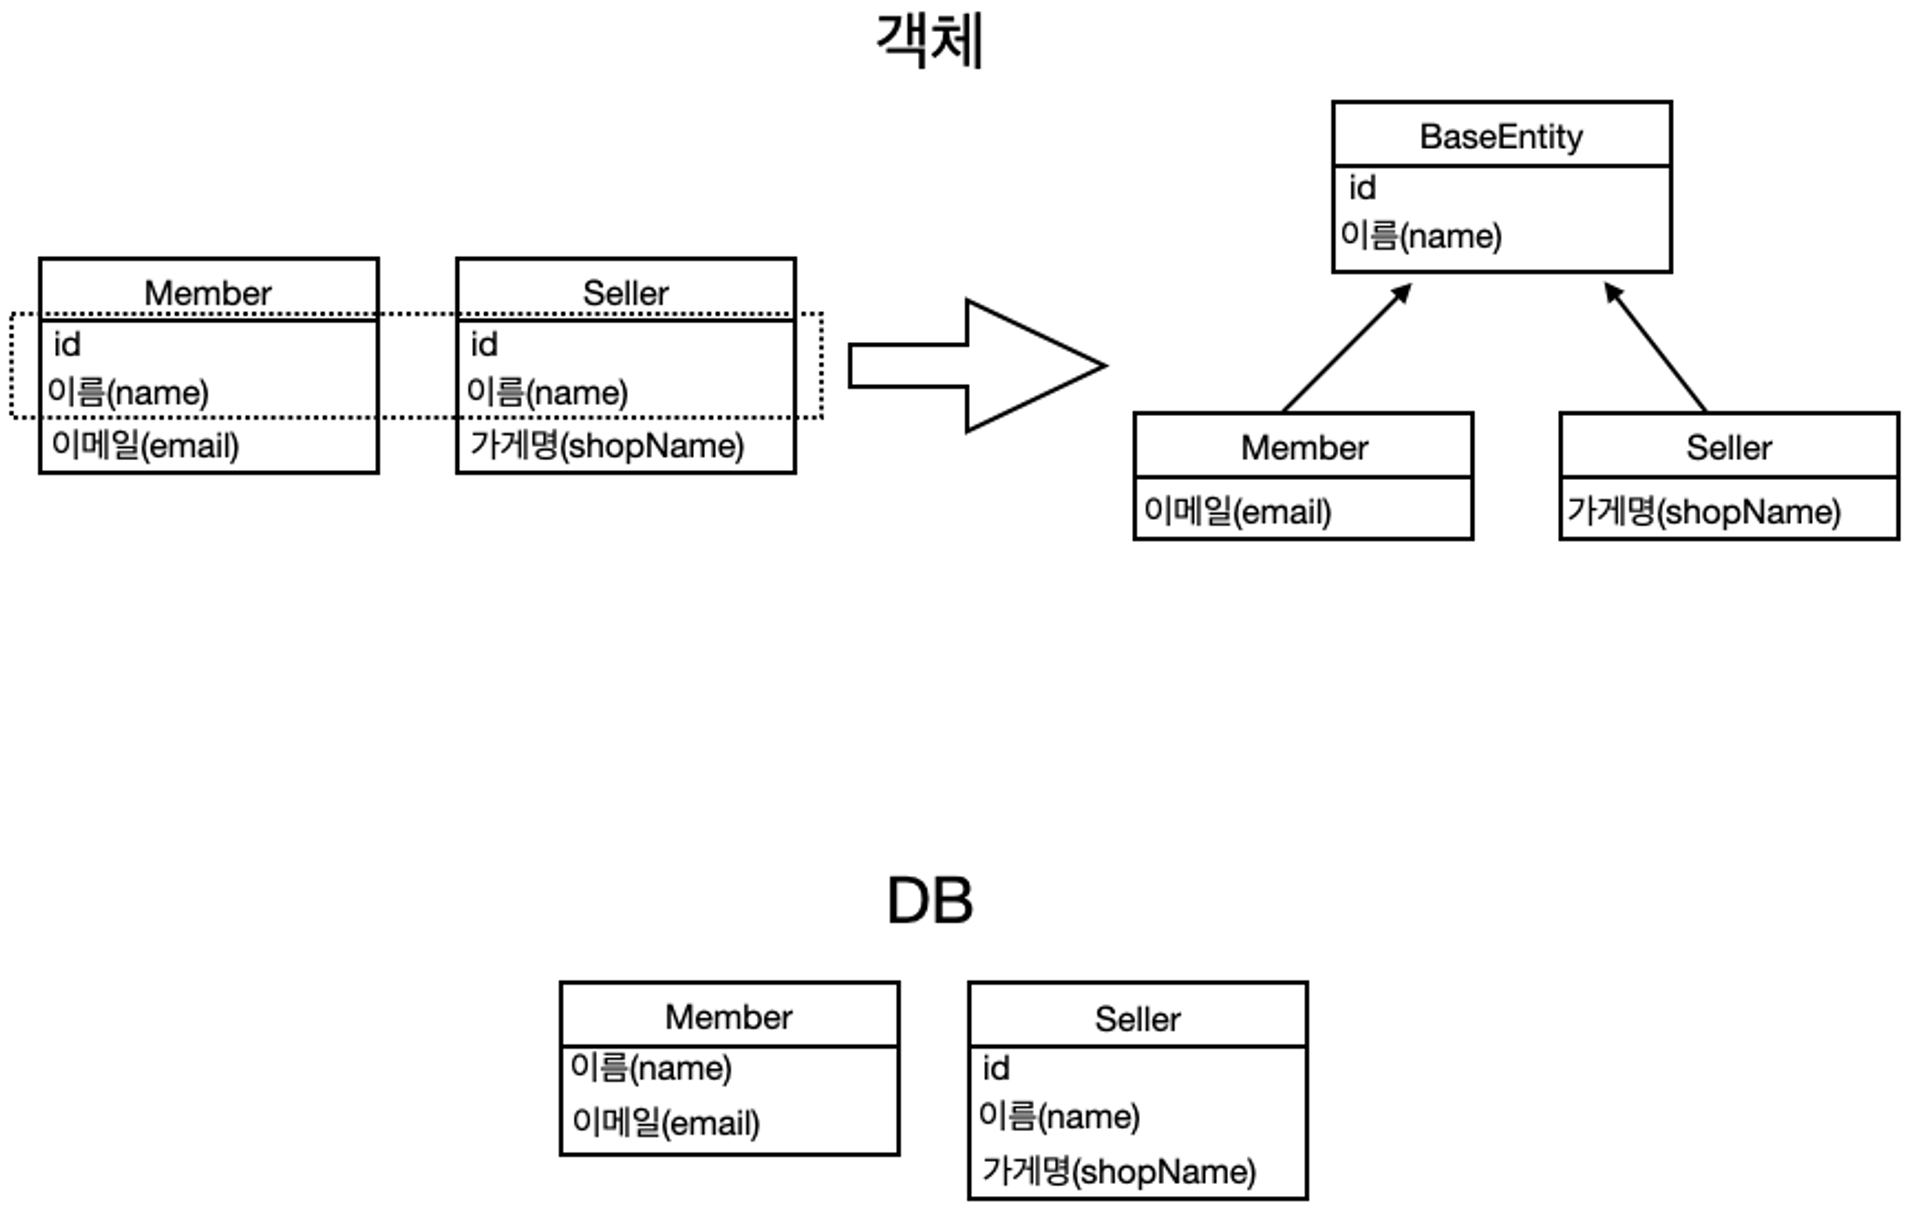 객체
Member
id
이름(name)
이메일(email)
Seller
id
이름(name)
가게명(shopName)
BaseEntity
id
이름(name)
Member
이메일(email)
Seller
가게명(shopName)
DB
Member
이름(name)
이메일(email)
Seller
id
이름(name)
가게명(shopName)